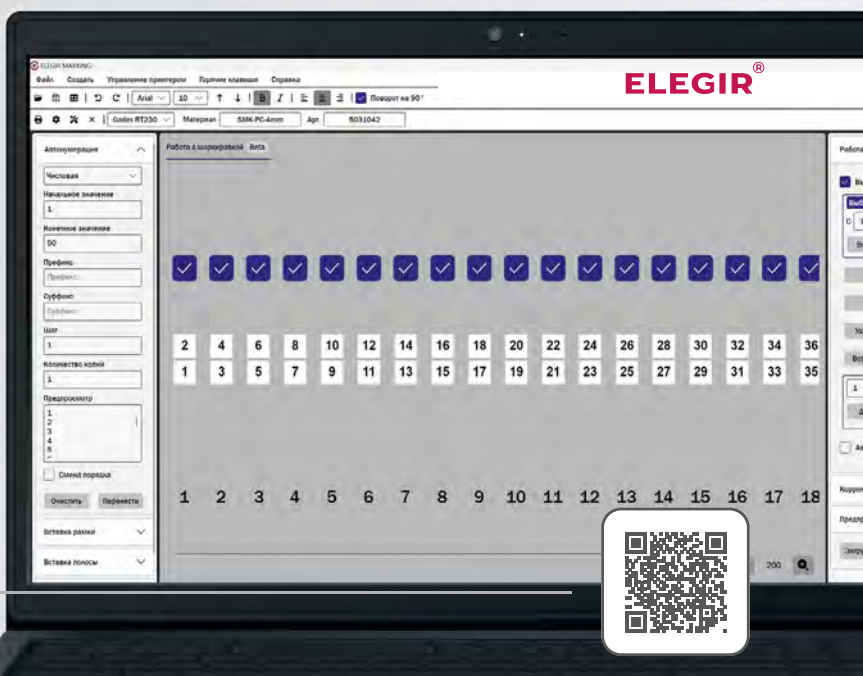 ELEGIR MARKING
Файл Создать Управление принтером Горячие клавиши Справка
ELEGIR®
Arial 10 B I Поворот на 90°
Godex RT230 Материал SMK-PC-4mm Арт. 5031042
Автонумерация
Работа с маркировкой Beta
Работа
Числовая
Начальное значение
1
Конечное значение
50
Префикс
Префикс...
Суффикс
Суффикс...
Шаг
1
Количество копий
1
Предпросмотр
1
2
3
4
5
Смена порядка
Очистить Перенести
Вставка рамки
Вставка полосы
2 4 6 8 10 12 14 16 18 20 22 24 26 28 30 32 34 36
1 3 5 7 9 11 13 15 17 19 21 23 25 27 29 31 33 35
1 2 3 4 5 6 7 8 9 10 11 12 13 14 15 16 17 18
200
1